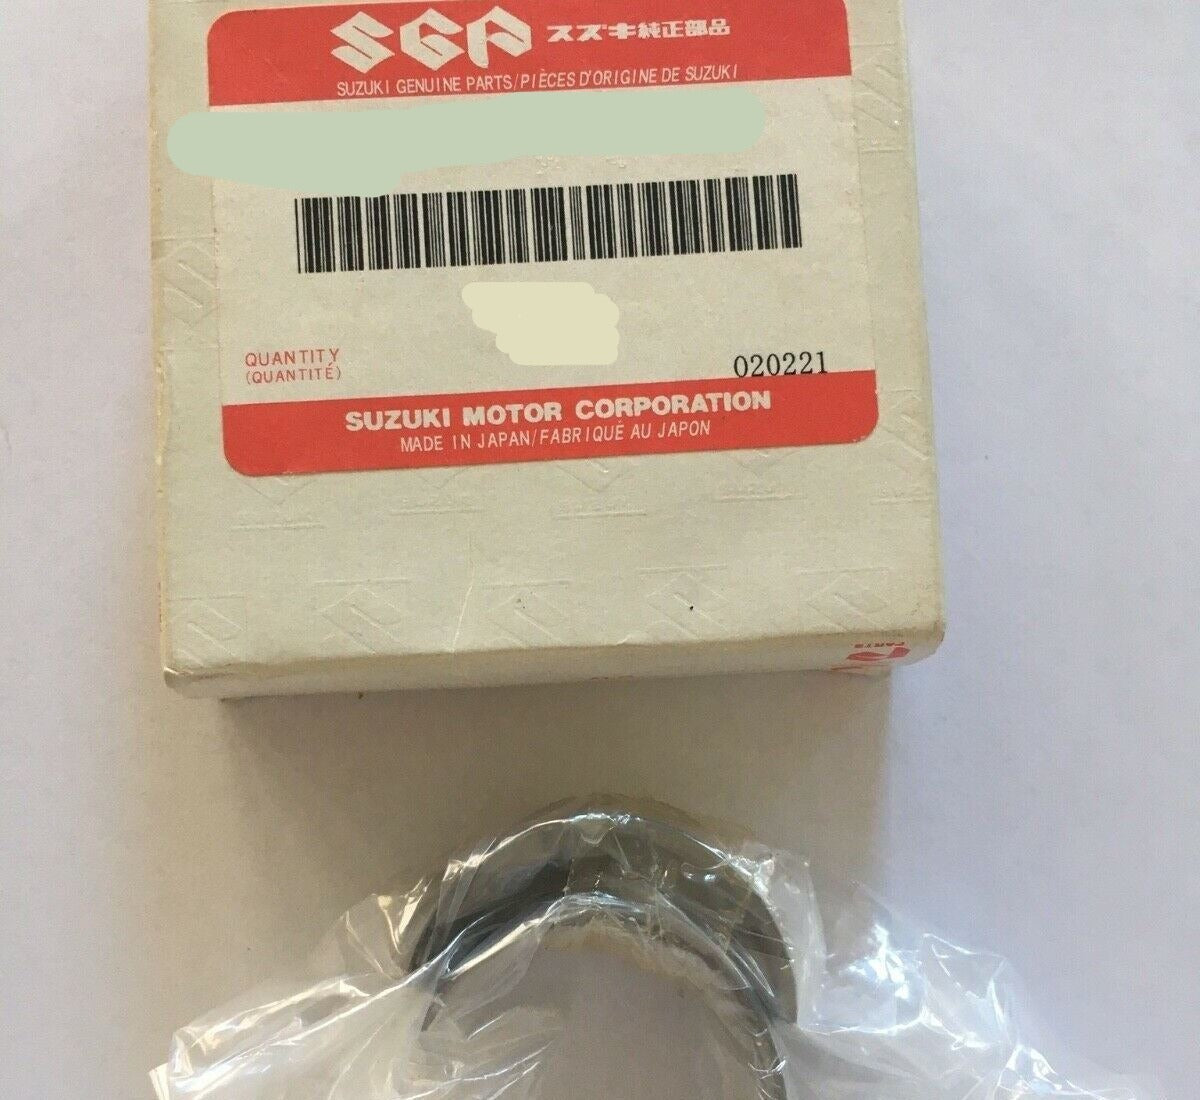 SGP スズキ純正部品
SUZUKI GENUINE PARTS/PIÈCES D'ORIGINE DE SUZUKI
QUANTITY
(QUANTITÉ)
020221
SUZUKI MOTOR CORPORATION
MADE IN JAPAN/FABRIQUÉ AU JAPON
PARTS